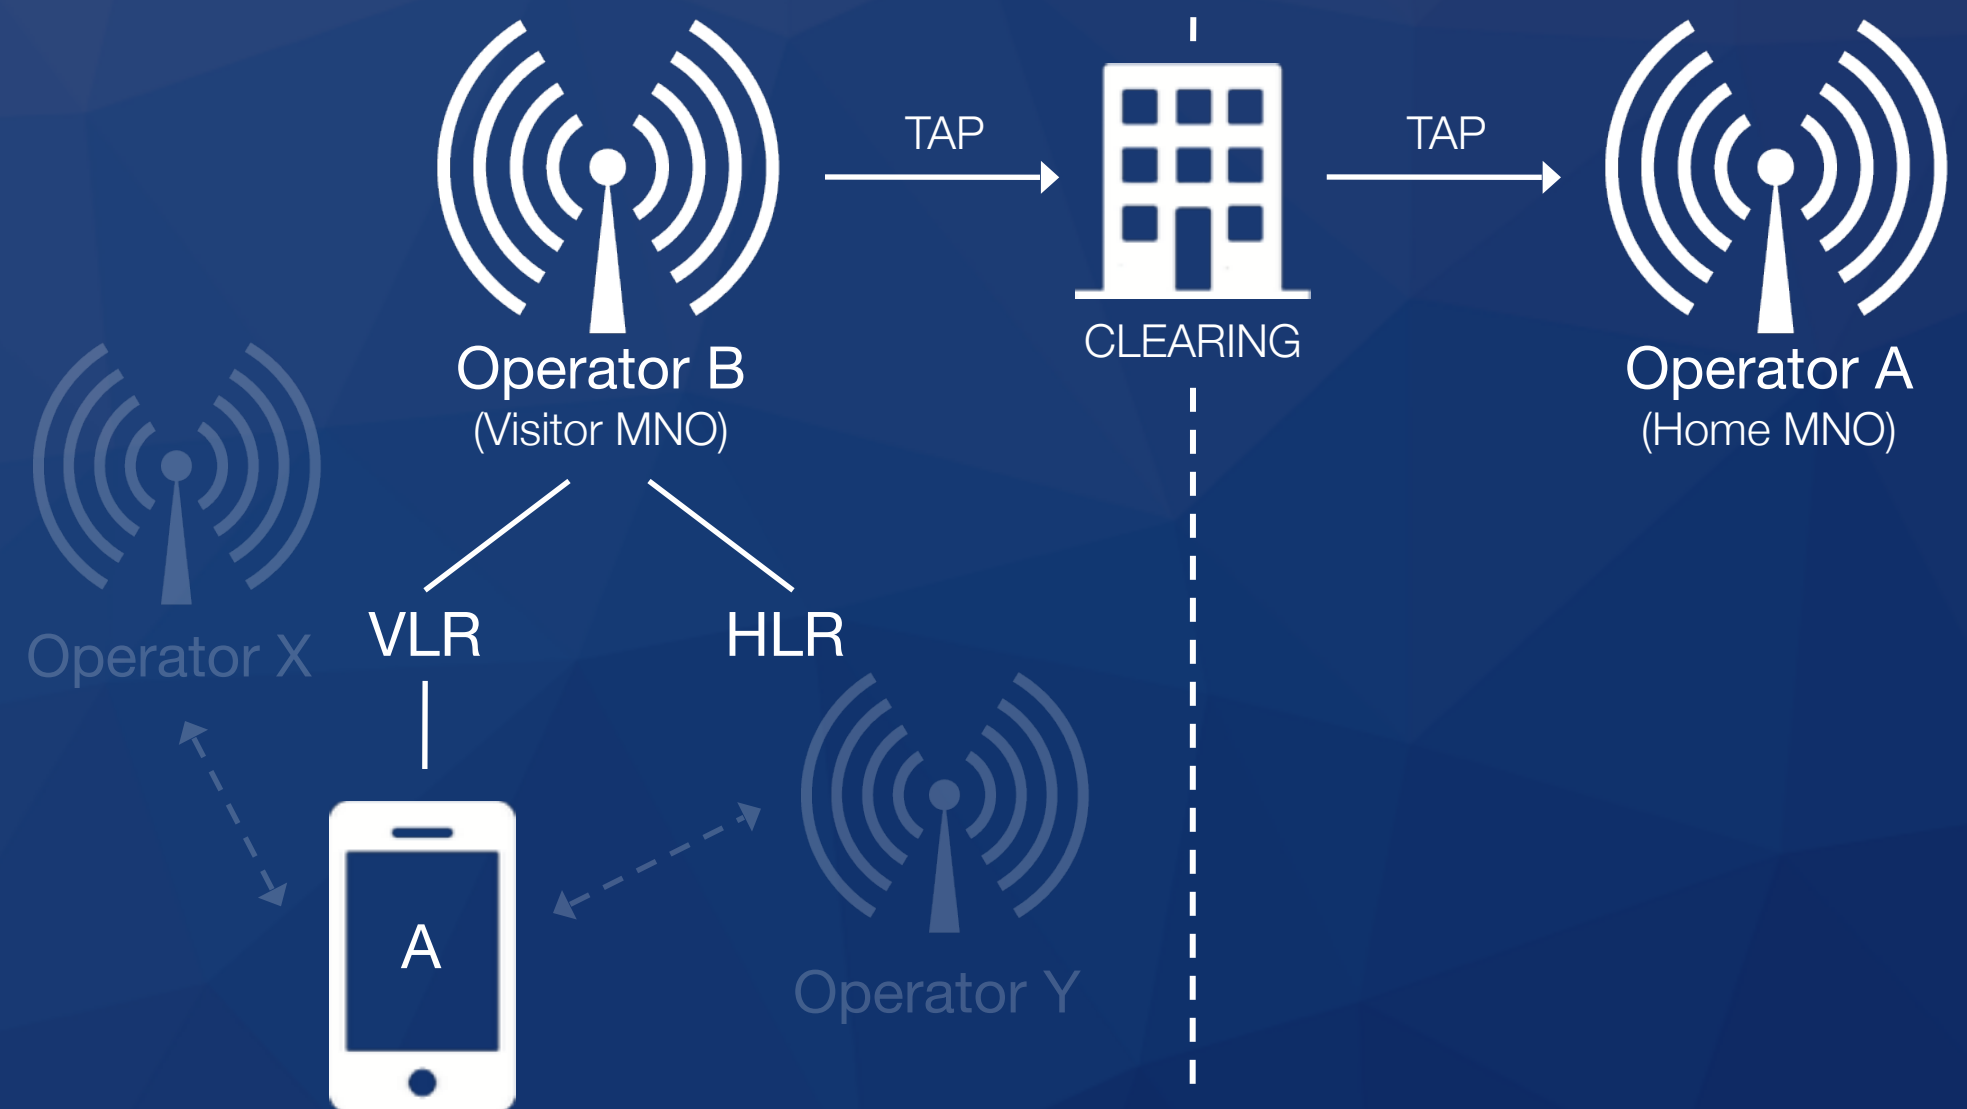 TAP
TAP
CLEARING
Operator B
(Visitor MNO)
Operator A
(Home MNO)
VLR
HLR
Operator X
A
Operator Y